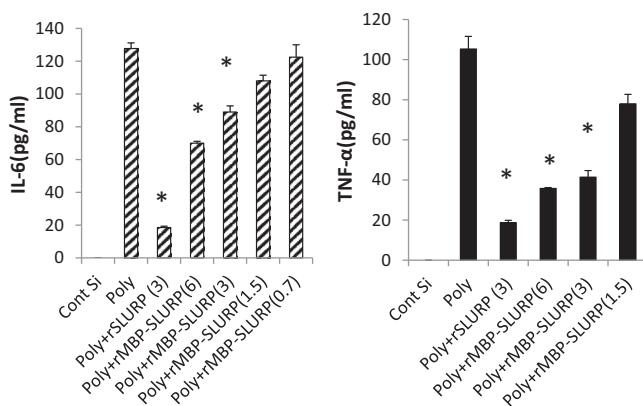 IL-6(pg/ml)
140
120
100
80
60
40
20
0
*
*
*
Cont Si
Poly
Poly+rSLURP (3)
Poly+rMBP-SLURP(6)
Poly+rMBP-SLURP(3)
Poly+rMBP-SLURP(1.5)
Poly+rMBP-SLURP(0.7)
TNF-α(pg/ml)
120
100
80
60
40
20
0
*
*
*
Cont Si
Poly
Poly+rSLURP (3)
Poly+rMBP-SLURP(6)
Poly+rMBP-SLURP(3)
Poly+rMBP-SLURP(1.5)